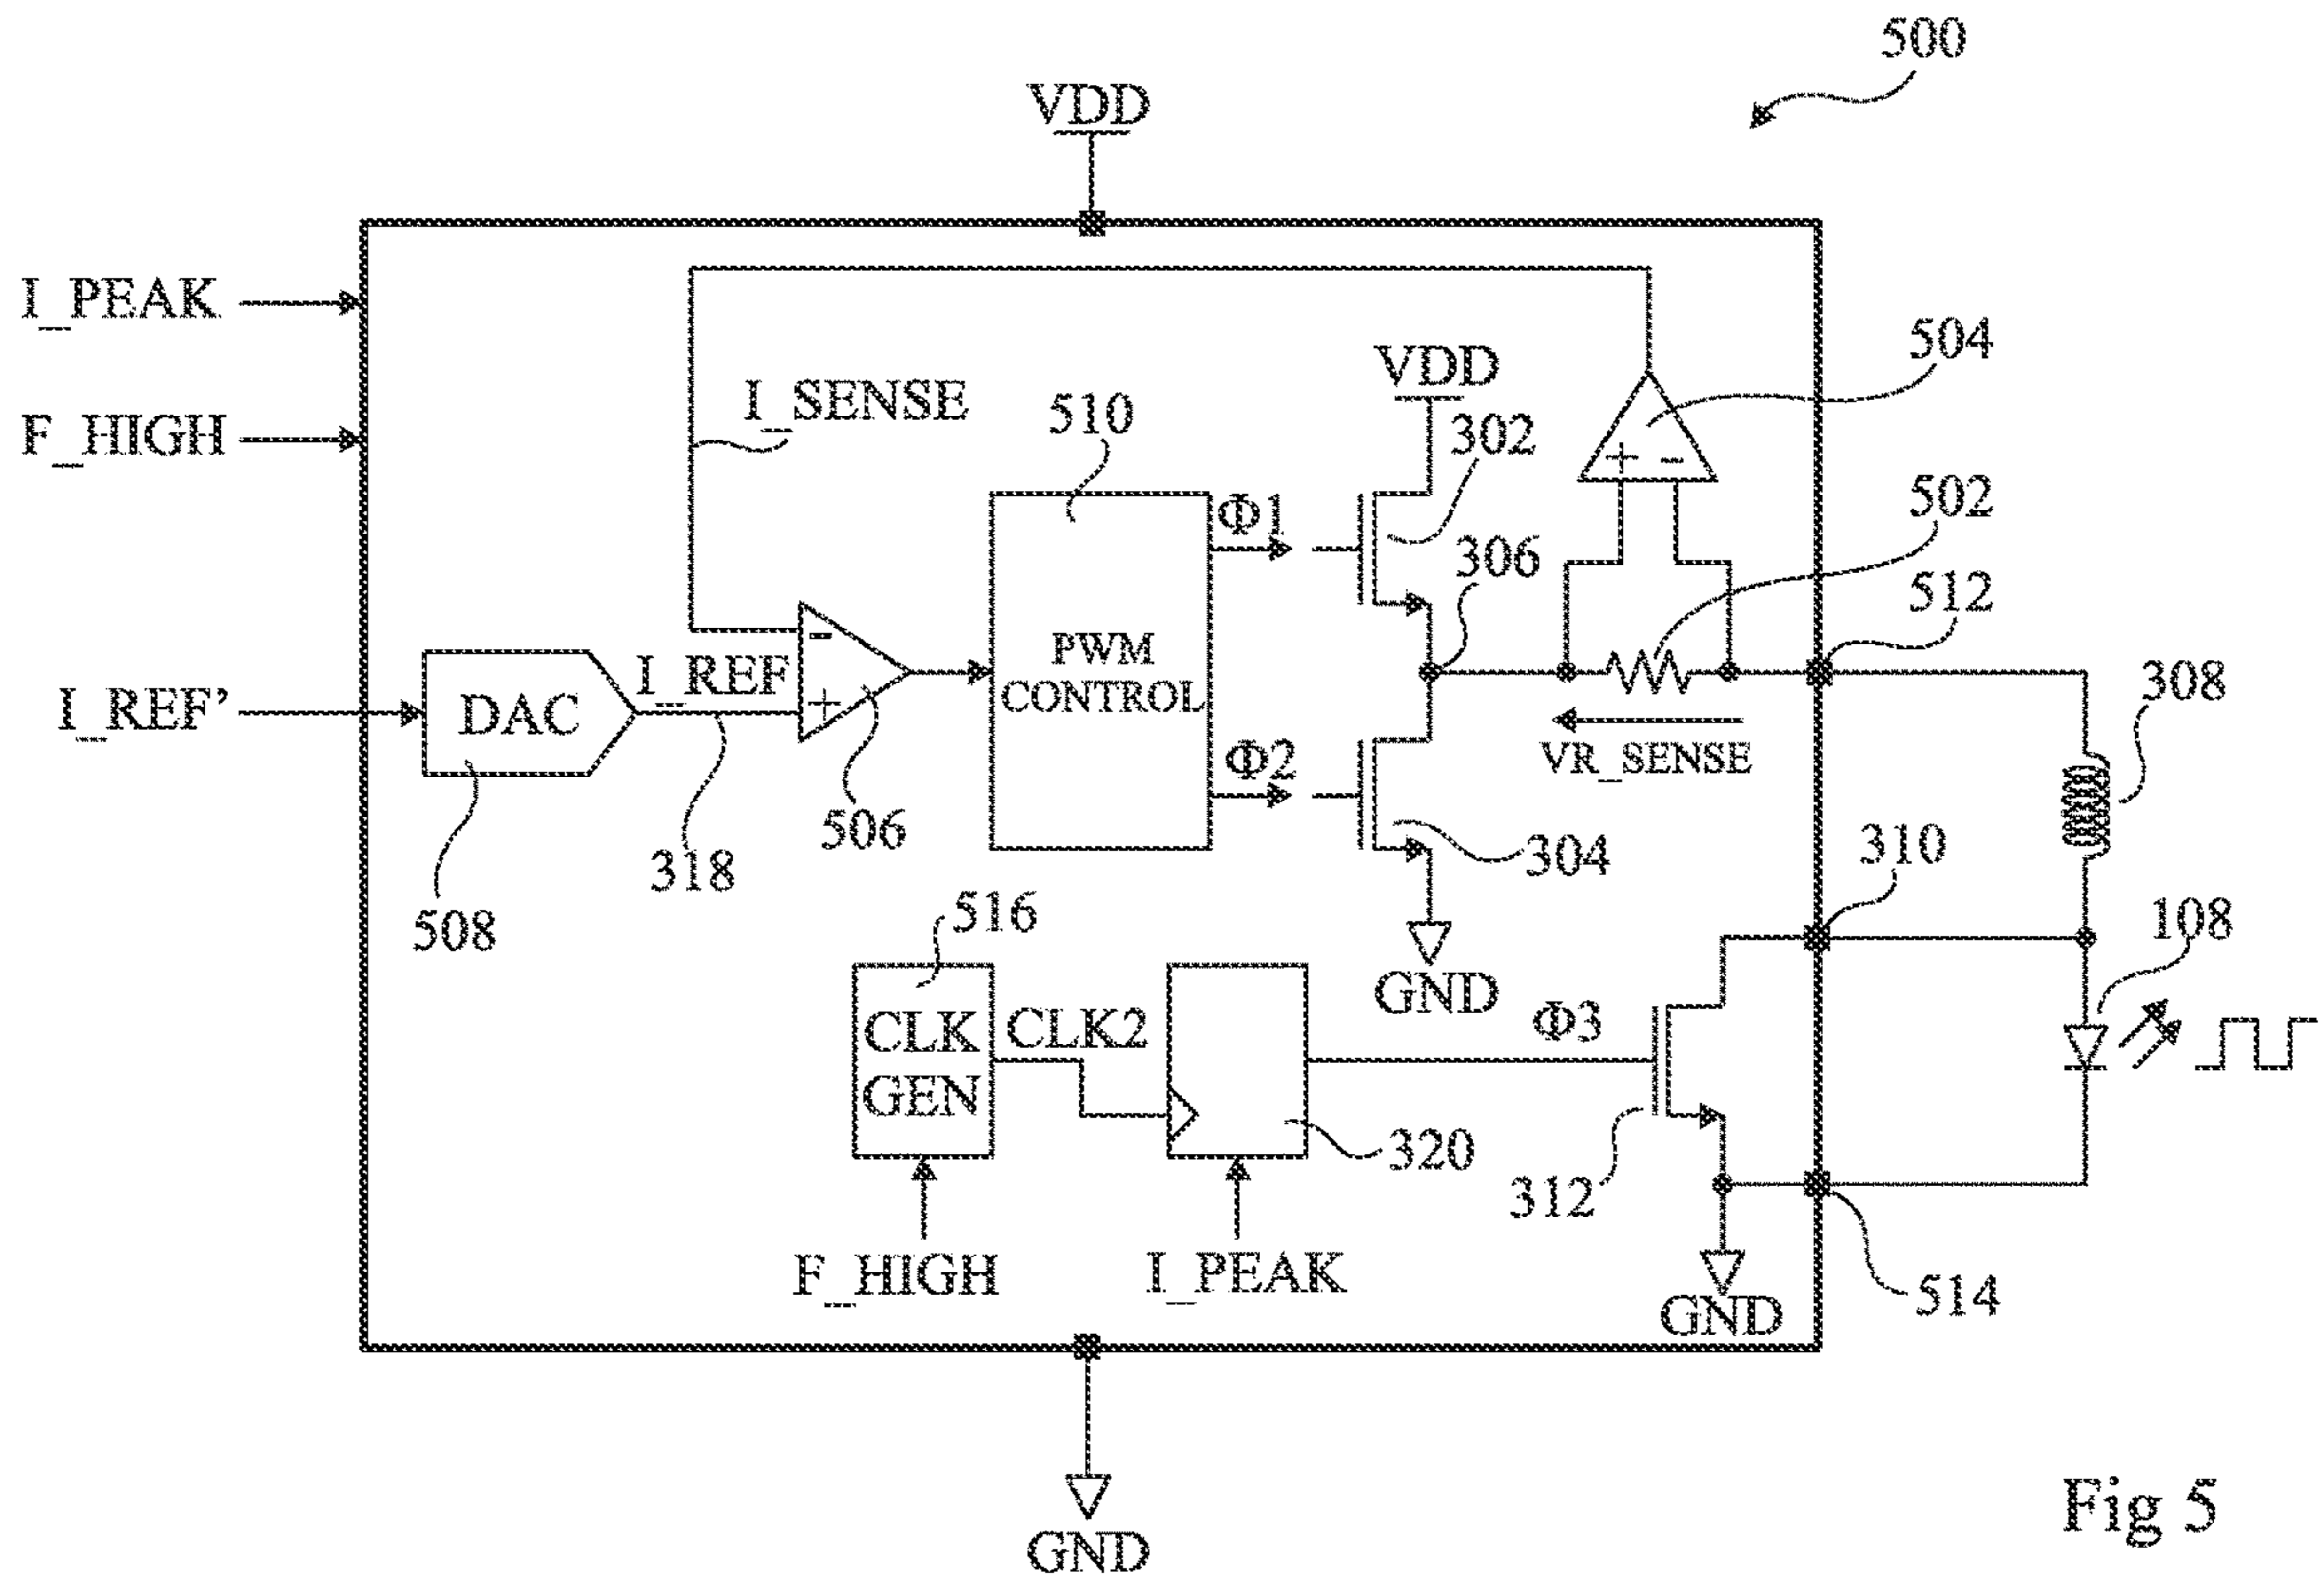 500
VDD
I_PEAK
F_HIGH
I_SENSE
510
VDD
302
504
502
Φ1
306
512
PWM
CONTROL
I_REF'
DAC
I_REF
506
318
508
Φ2
VR_SENSE
308
304
310
108
GND
516
CLK
GEN
CLK2
Φ3
320
312
F_HIGH
I_PEAK
GND
514
GND
Fig 5